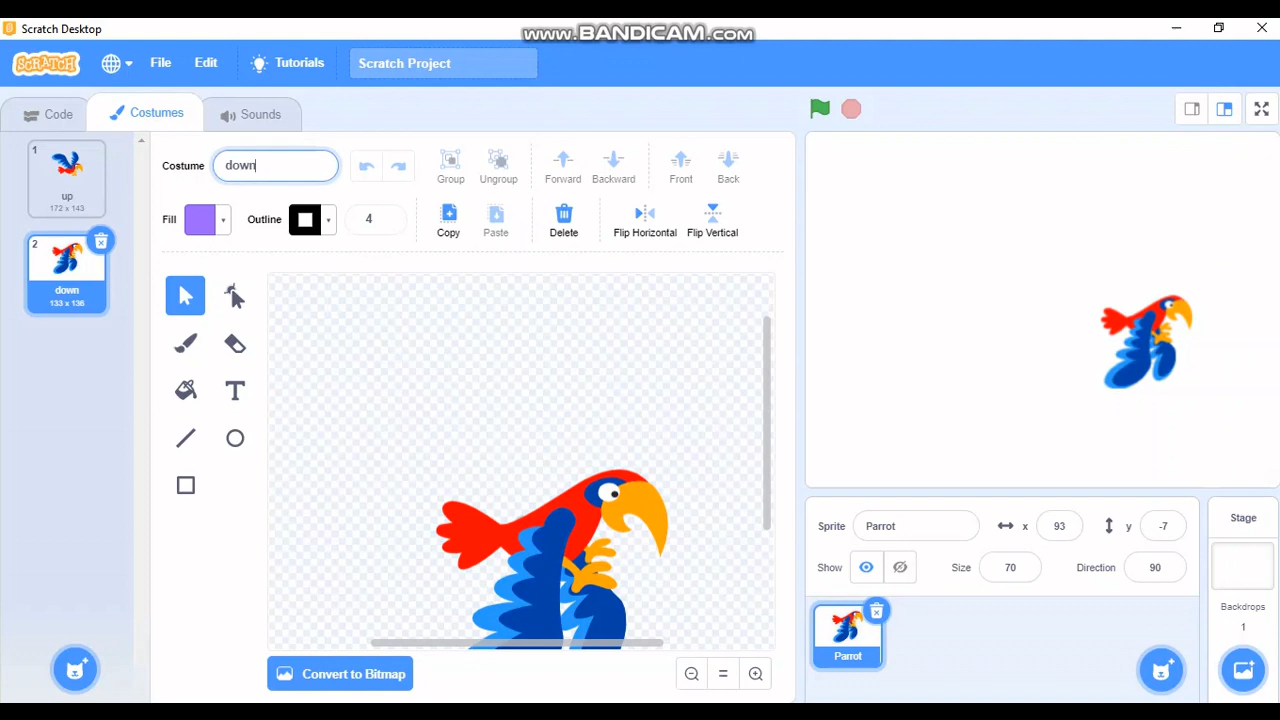 Scratch Desktop
www.BANDICAM.com
SCRATCH File Edit Tutorials Scratch Project
Code Costumes Sounds
1
up
172 x 143
2
down
133 x 136
Costume down
Group Ungroup Forward Backward Front Back
Fill Outline 4
Copy Paste Delete Flip Horizontal Flip Vertical
T
Convert to Bitmap
Sprite Parrot x 93 y -7
Show Size 70 Direction 90
Parrot
Stage
Backdrops
1